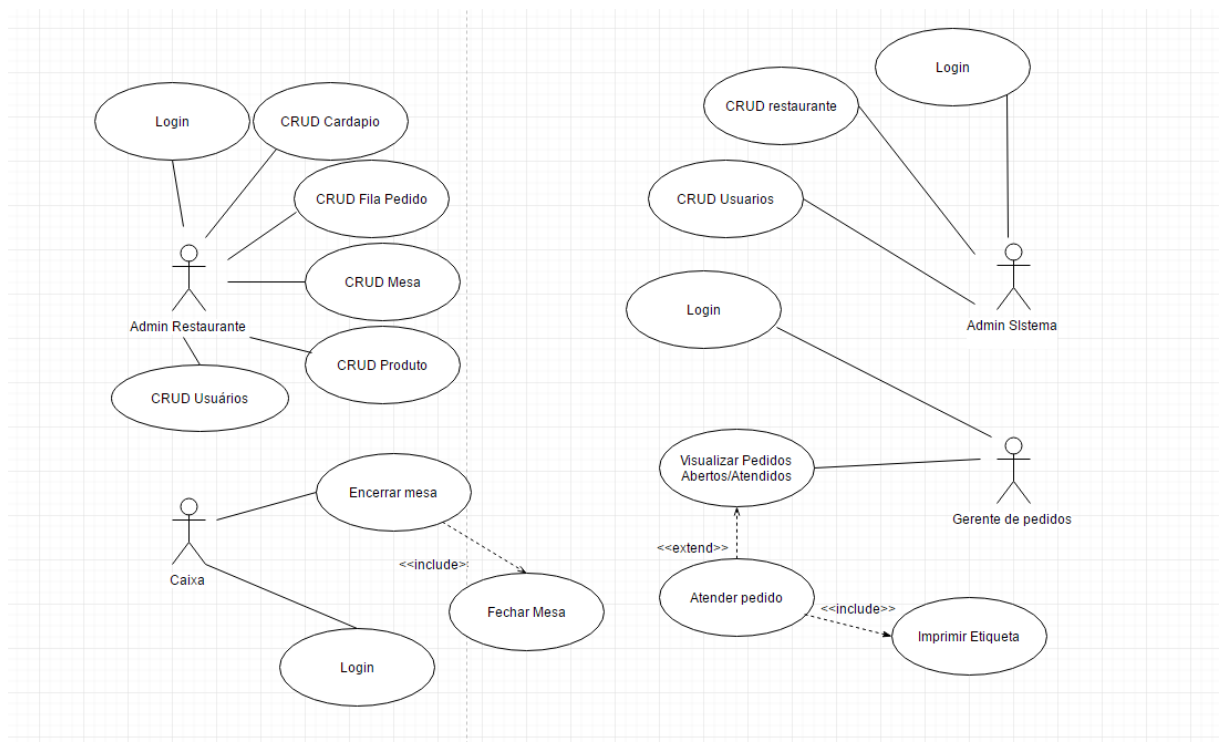 Login
CRUD restaurante
Login
CRUD Cardapio
CRUD Fila Pedido
CRUD Usuarios
CRUD Mesa
Login
Admin Restaurante
Admin SIstema
CRUD Produto
CRUD Usuários
Visualizar Pedidos
Abertos/Atendidos
Encerrar mesa
Gerente de pedidos
<<extend>>
<<include>
Caixa
Atender pedido
<<include>>
Fechar Mesa
Imprimir Etiqueta
Login